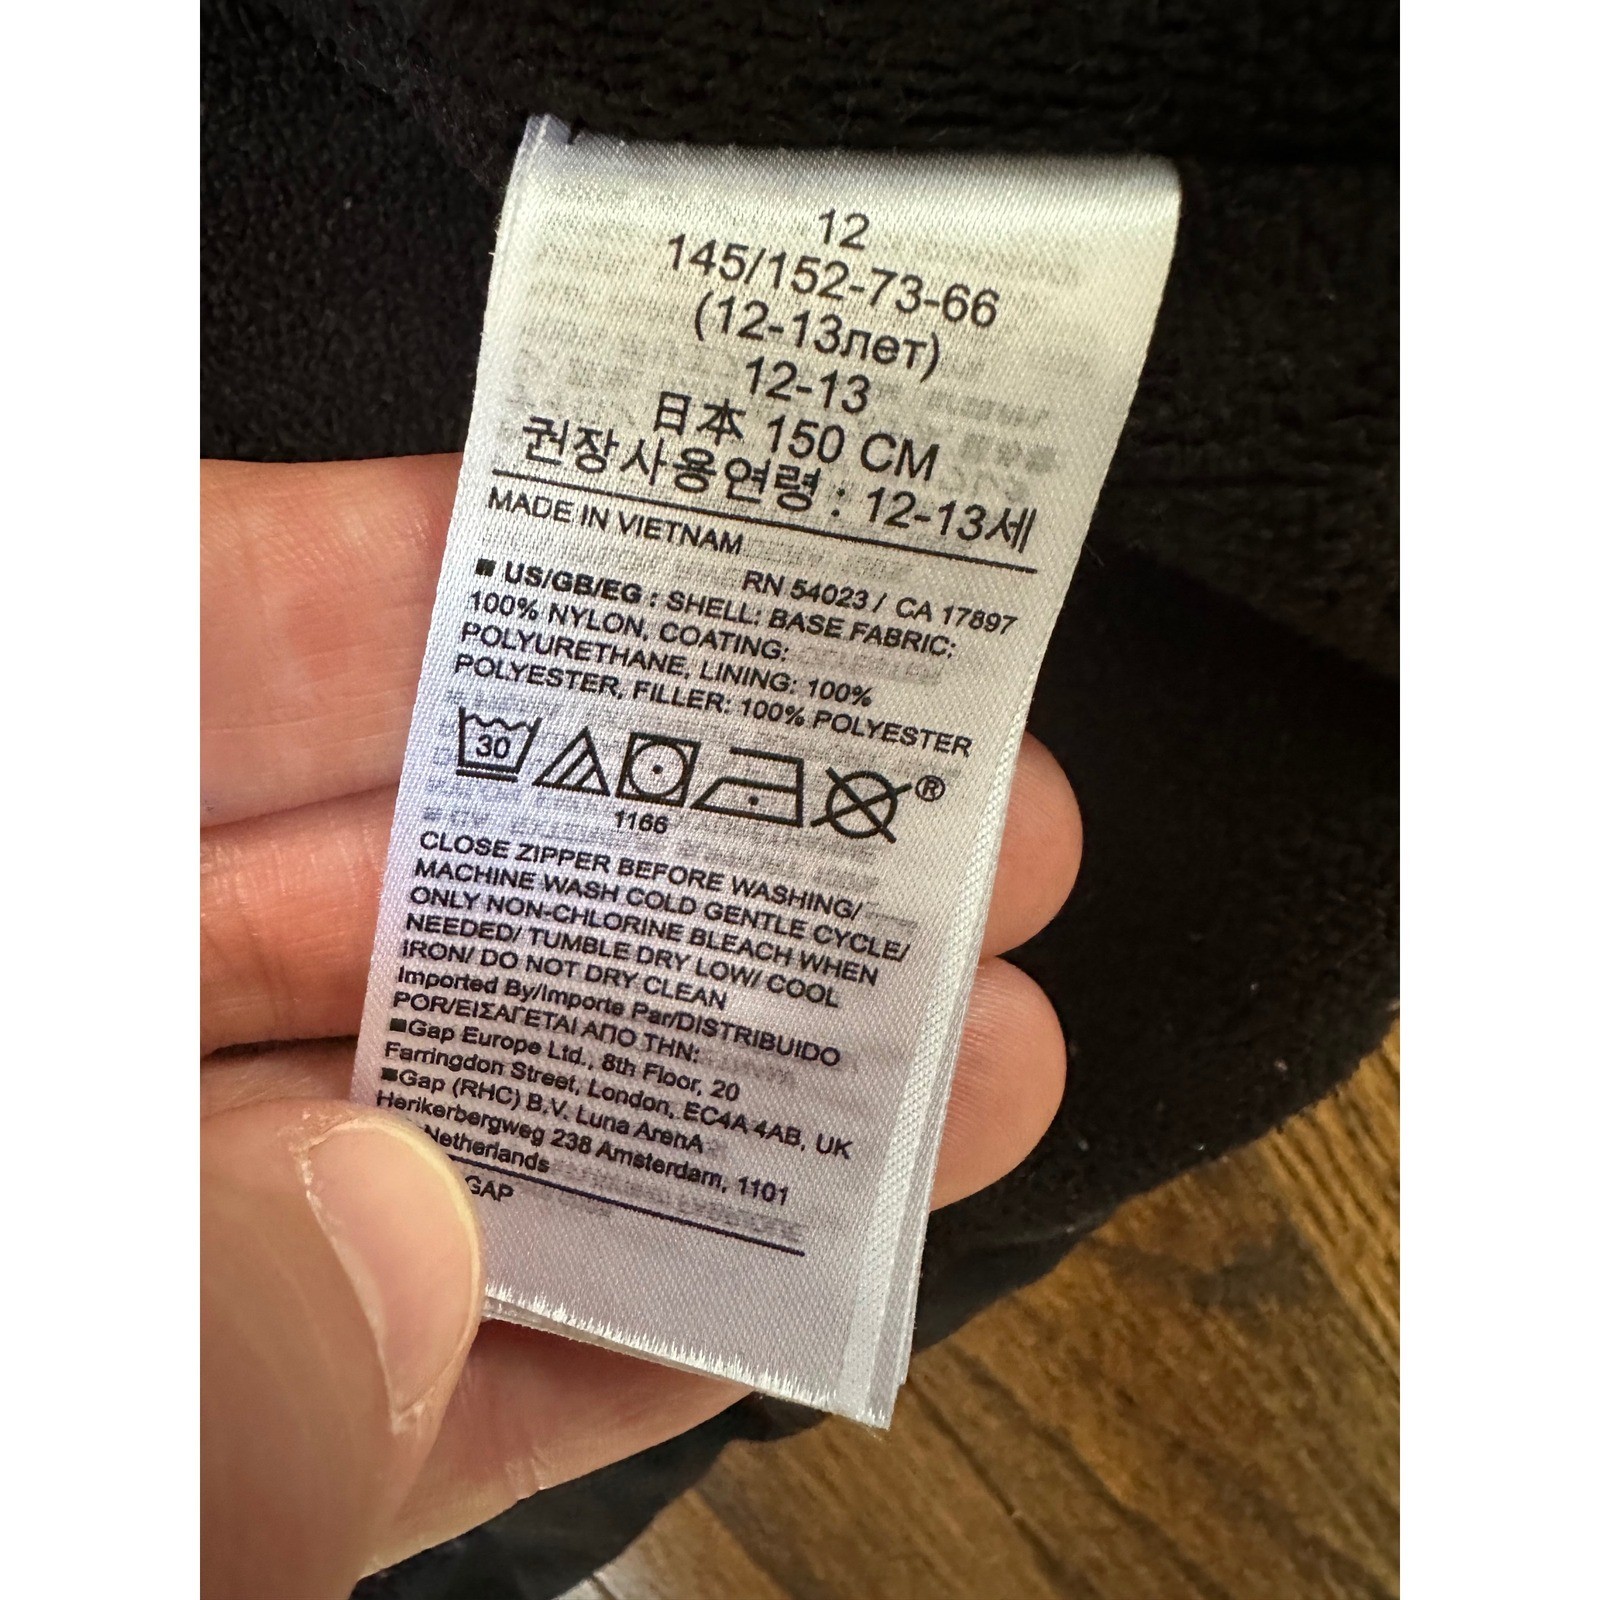 12
145/152-73-66
(12-13лет)
12-13
日本 150 CM
권장사용연령 : 12-13세
MADE IN VIETNAM
RN 54023 / CA 17897
■ US/GB/EG : SHELL: BASE FABRIC:
100% NYLON, COATING:
POLYURETHANE, LINING: 100%
POLYESTER, FILLER: 100% POLYESTER
30
®
1166
CLOSE ZIPPER BEFORE WASHING/
MACHINE WASH COLD GENTLE CYCLE/
ONLY NON-CHLORINE BLEACH WHEN
NEEDED/ TUMBLE DRY LOW/ COOL
IRON/ DO NOT DRY CLEAN
Imported By/Importe Par/DISTRIBUIDO
POR/ΕΙΣΑΓΕΤΑΙ ΑΠΟ ΤΗΝ:
■Gap Europe Ltd., 8th Floor, 20
Farringdon Street, London, EC4A 4AB, UK
■Gap (RHC) B.V. Luna ArenA
Herikerbergweg 238 Amsterdam, 1101
Netherlands
GAP